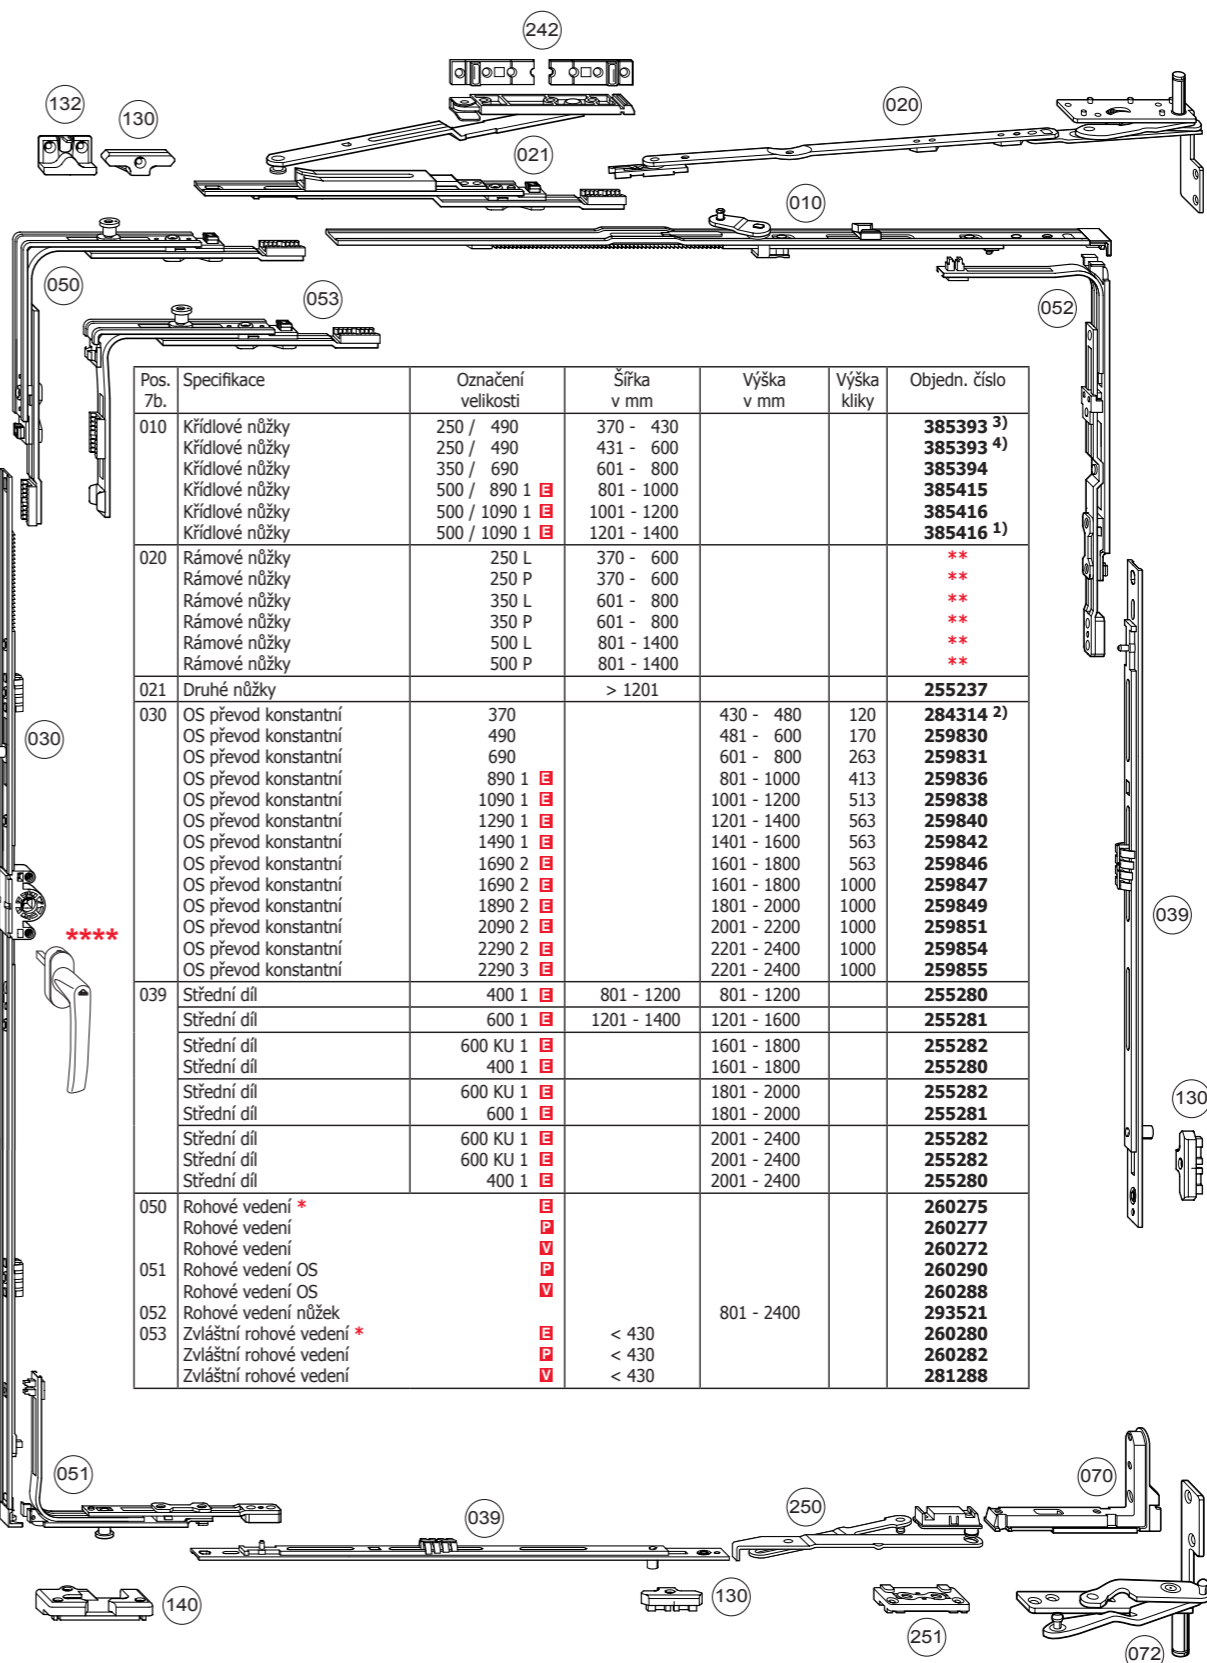 242
132
130
020
021
010
050
053
052
Pos. 7b. Specifikace Označení velikosti Šířka v mm Výška v mm Výška kliky Objedn. číslo
010 Křídlové nůžky 250 / 490 370 - 430 385393 3)
Křídlové nůžky 250 / 490 431 - 600 385393 4)
Křídlové nůžky 350 / 690 601 - 800 385394
Křídlové nůžky 500 / 890 1 E 801 - 1000 385415
Křídlové nůžky 500 / 1090 1 E 1001 - 1200 385416
Křídlové nůžky 500 / 1090 1 E 1201 - 1400 385416 1)
020 Rámové nůžky 250 L 370 - 600 **
Rámové nůžky 250 P 370 - 600 **
Rámové nůžky 350 L 601 - 800 **
Rámové nůžky 350 P 601 - 800 **
Rámové nůžky 500 L 801 - 1400 **
Rámové nůžky 500 P 801 - 1400 **
021 Druhé nůžky > 1201 255237
030 OS převod konstantní 370 430 - 480 120 284314 2)
OS převod konstantní 490 481 - 600 170 259830
OS převod konstantní 690 601 - 800 263 259831
OS převod konstantní 890 1 E 801 - 1000 413 259836
OS převod konstantní 1090 1 E 1001 - 1200 513 259838
OS převod konstantní 1290 1 E 1201 - 1400 563 259840
OS převod konstantní 1490 1 E 1401 - 1600 563 259842
OS převod konstantní 1690 2 E 1601 - 1800 563 259846
OS převod konstantní 1690 2 E 1601 - 1800 1000 259847
OS převod konstantní 1890 2 E 1801 - 2000 1000 259849
OS převod konstantní 2090 2 E 2001 - 2200 1000 259851
OS převod konstantní 2290 2 E 2201 - 2400 1000 259854
OS převod konstantní 2290 3 E 2201 - 2400 1000 259855
039 Střední díl 400 1 E 801 - 1200 801 - 1200 255280
Střední díl 600 1 E 1201 - 1400 1201 - 1600 255281
Střední díl 600 KU 1 E 1601 - 1800 255282
Střední díl 400 1 E 1601 - 1800 255280
Střední díl 600 KU 1 E 1801 - 2000 255282
Střední díl 600 1 E 1801 - 2000 255281
Střední díl 600 KU 1 E 2001 - 2400 255282
Střední díl 600 KU 1 E 2001 - 2400 255282
Střední díl 400 1 E 2001 - 2400 255280
050 Rohové vedení * E 260275
Rohové vedení P 260277
Rohové vedení V 260272
051 Rohové vedení OS P 260290
Rohové vedení OS V 260288
052 Rohové vedení nůžek 801 - 2400 293521
053 Zvláštní rohové vedení * E < 430 260280
Zvláštní rohové vedení P < 430 260282
Zvláštní rohové vedení V < 430 281288
030
****
039
130
051
039
250
070
140
130
251
072